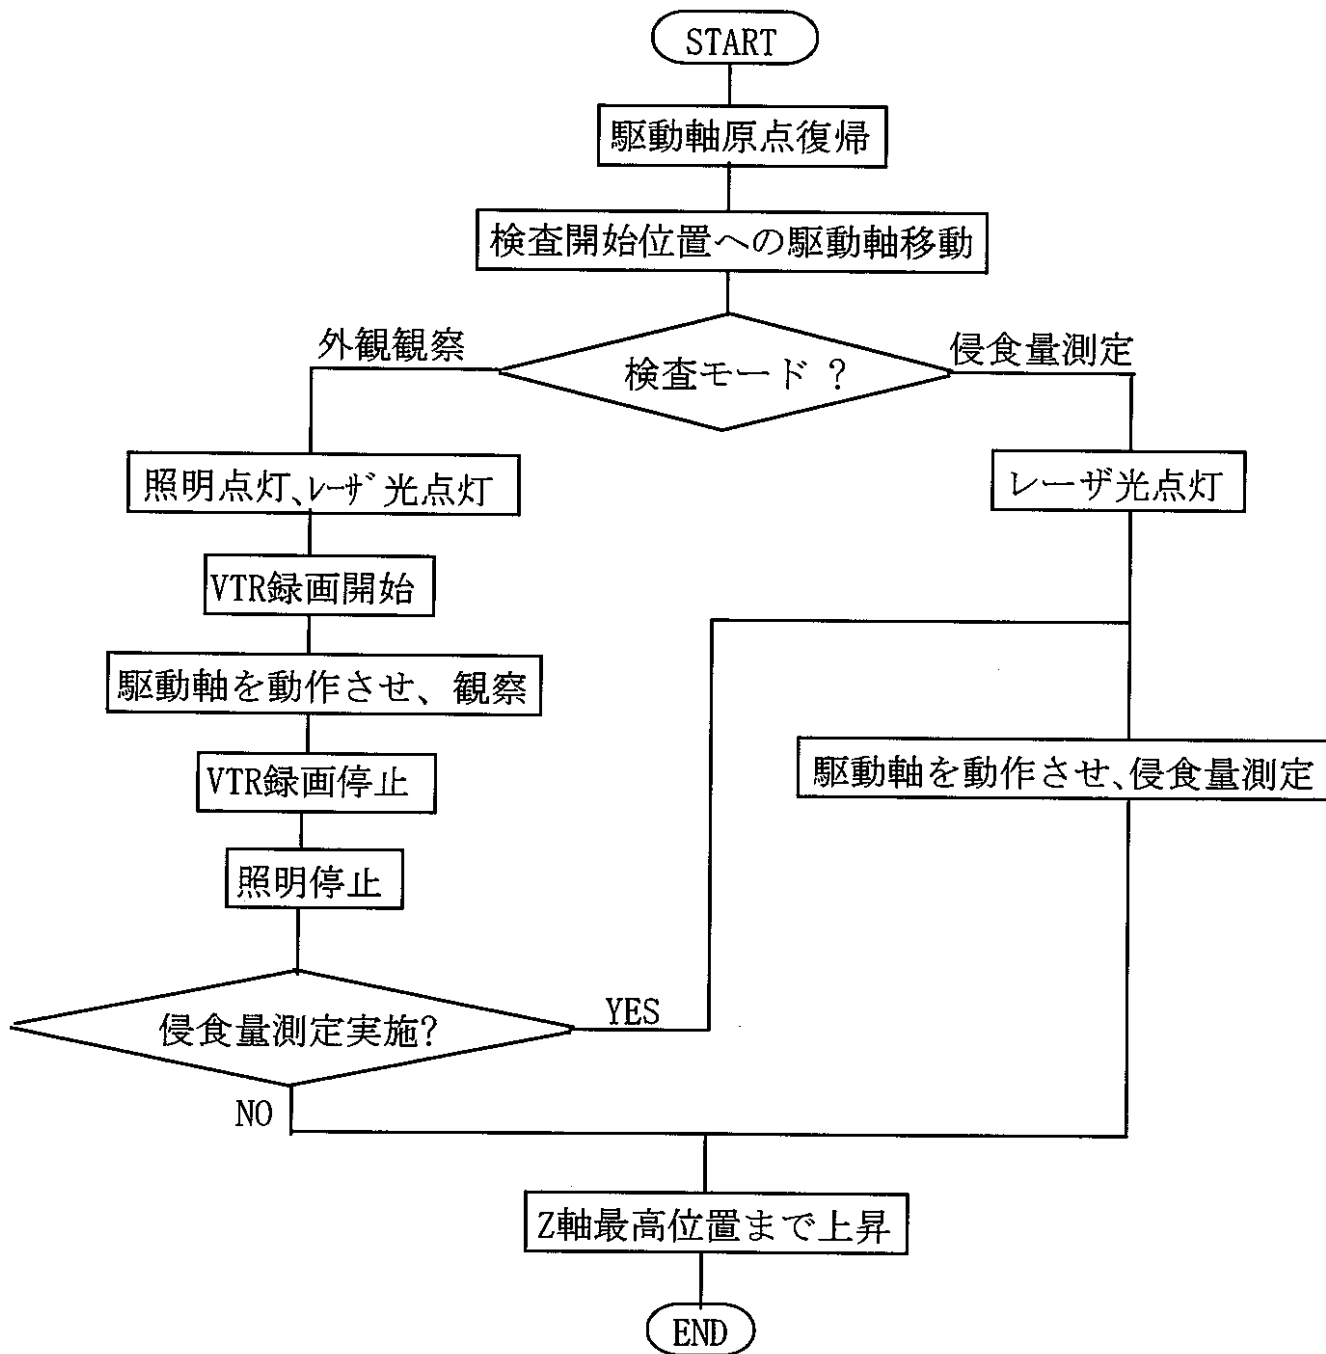 START
駆動軸原点復帰
検査開始位置への駆動軸移動
外観観察
検査モード ?
侵食量測定
照明点灯、ﾚｰｻﾞ光点灯
レーザ光点灯
VTR録画開始
駆動軸を動作させ、観察
VTR録画停止
駆動軸を動作させ、侵食量測定
照明停止
侵食量測定実施?
YES
NO
Z軸最高位置まで上昇
END